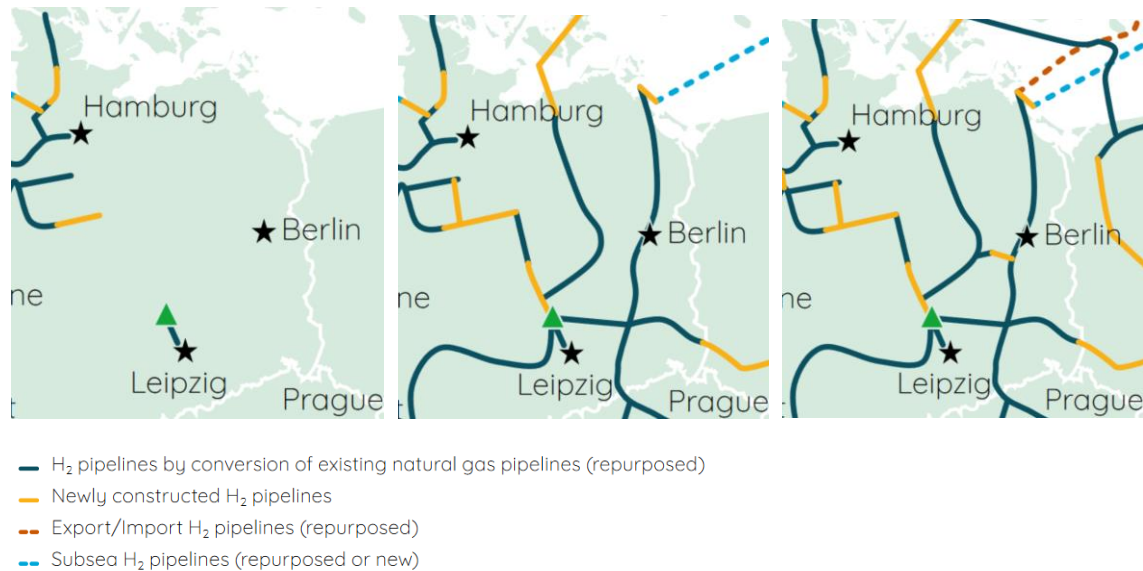 Hamburg
Berlin
ne
Leipzig
Prague
t
Hamburg
Berlin
ne
Leipzig
Prague
t
Hamburg
Berlin
ne
Leipzig
Prague
t
H₂ pipelines by conversion of existing natural gas pipelines (repurposed)
Newly constructed H₂ pipelines
Export/Import H₂ pipelines (repurposed)
Subsea H₂ pipelines (repurposed or new)